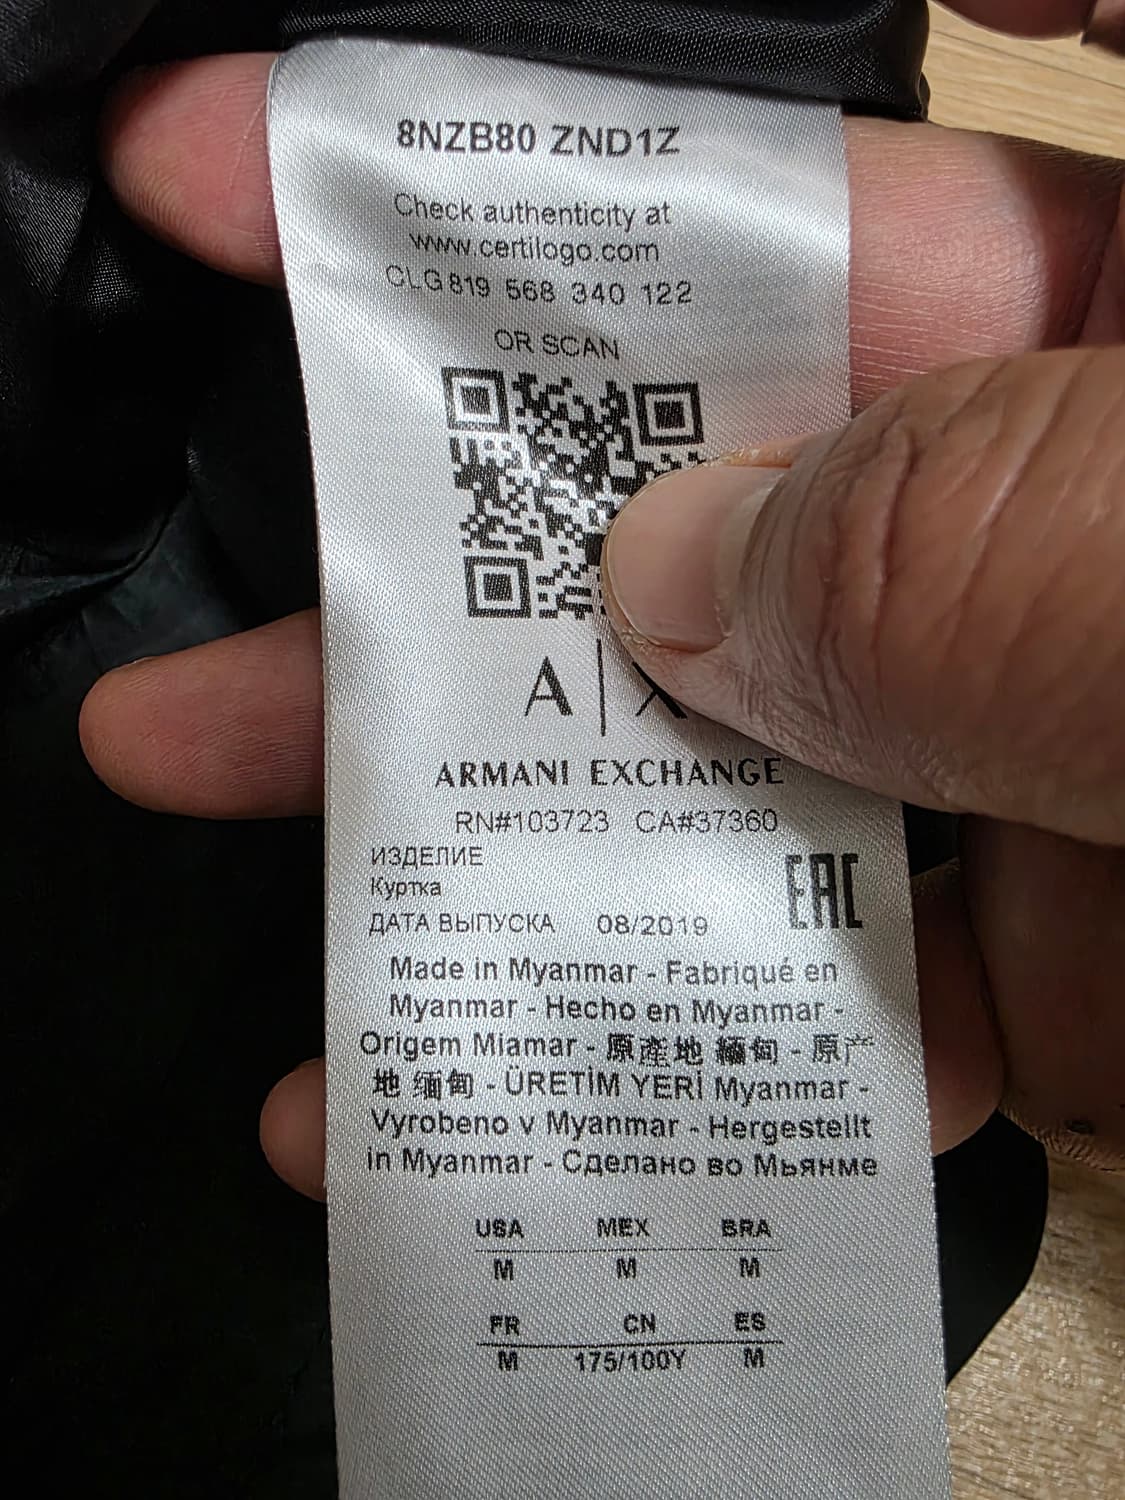 8NZB80 ZND1Z
Check authenticity at
www.certilogo.com
CLG 819 568 340 122
OR SCAN
A | X
ARMANI EXCHANGE
RN#103723 CA#37360
ИЗДЕЛИЕ
Куртка
ДАТА ВЫПУСКА 08/2019
EAC
Made in Myanmar - Fabriqué en
Myanmar - Hecho en Myanmar -
Origem Miamar - 原產地 緬甸 - 原产
地 缅甸 - ÜRETİM YERİ Myanmar -
Vyrobeno v Myanmar - Hergestellt
in Myanmar - Сделано во Мьянме
USA MEX BRA
M M M
FR CN ES
M 175/100Y M